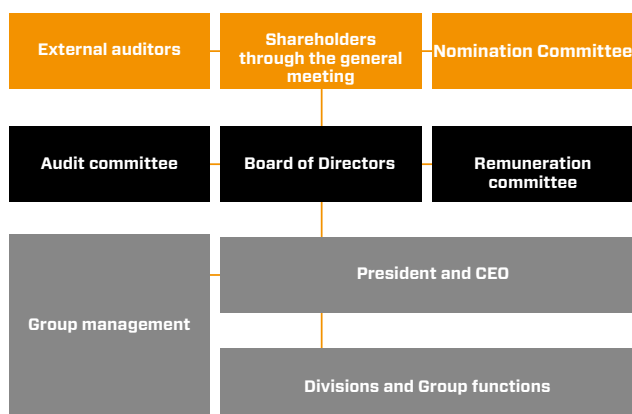 External auditors
Shareholders
through the general
meeting
Nomination Committee
Audit committee
Board of Directors
Remuneration
committee
President and CEO
Group management
Divisions and Group functions